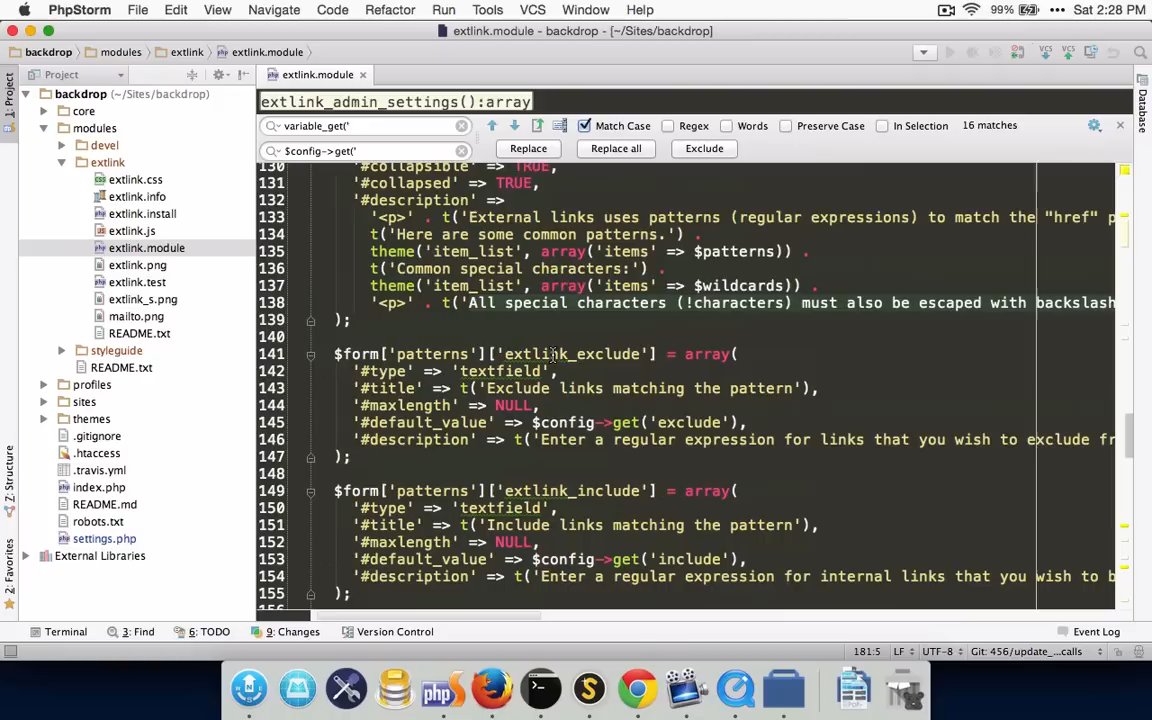 PhpStorm File Edit View Navigate Code Refactor Run Tools VCS Window Help 99% Sat 2:28 PM
extlink.module - backdrop - [~/Sites/backdrop]
backdrop modules extlink extlink.module
Project
extlink.module ×
1: Project
7: Structure
2: Favorites
Database
backdrop (~/Sites/backdrop)
core
modules
devel
extlink
extlink.css
extlink.info
extlink.install
extlink.js
extlink.module
extlink.png
extlink.test
extlink_s.png
mailto.png
README.txt
styleguide
README.txt
profiles
sites
themes
.gitignore
.htaccess
.travis.yml
index.php
README.md
robots.txt
settings.php
External Libraries
extlink_admin_settings():array
variable_get(' Match Case Regex Words Preserve Case In Selection 16 matches
$config->get(' Replace Replace all Exclude
130 '#collapsible' => TRUE,
131 '#collapsed' => TRUE,
132 '#description' =>
133 '<p>' . t('External links uses patterns (regular expressions) to match the "href" p
134 t('Here are some common patterns.') .
135 theme('item_list', array('items' => $patterns)) .
136 t('Common special characters:') .
137 theme('item_list', array('items' => $wildcards)) .
138 '<p>' . t('All special characters (!characters) must also be escaped with backslash
139 );
140
141 $form['patterns']['extlink_exclude'] = array(
142 '#type' => 'textfield',
143 '#title' => t('Exclude links matching the pattern'),
144 '#maxlength' => NULL,
145 '#default_value' => $config->get('exclude'),
146 '#description' => t('Enter a regular expression for links that you wish to exclude fr
147 );
148
149 $form['patterns']['extlink_include'] = array(
150 '#type' => 'textfield',
151 '#title' => t('Include links matching the pattern'),
152 '#maxlength' => NULL,
153 '#default_value' => $config->get('include'),
154 '#description' => t('Enter a regular expression for internal links that you wish to b
155 );
156
Terminal 3: Find 6: TODO 9: Changes Version Control Event Log
181:5 LF UTF-8 Git: 456/update_...calls
php
S